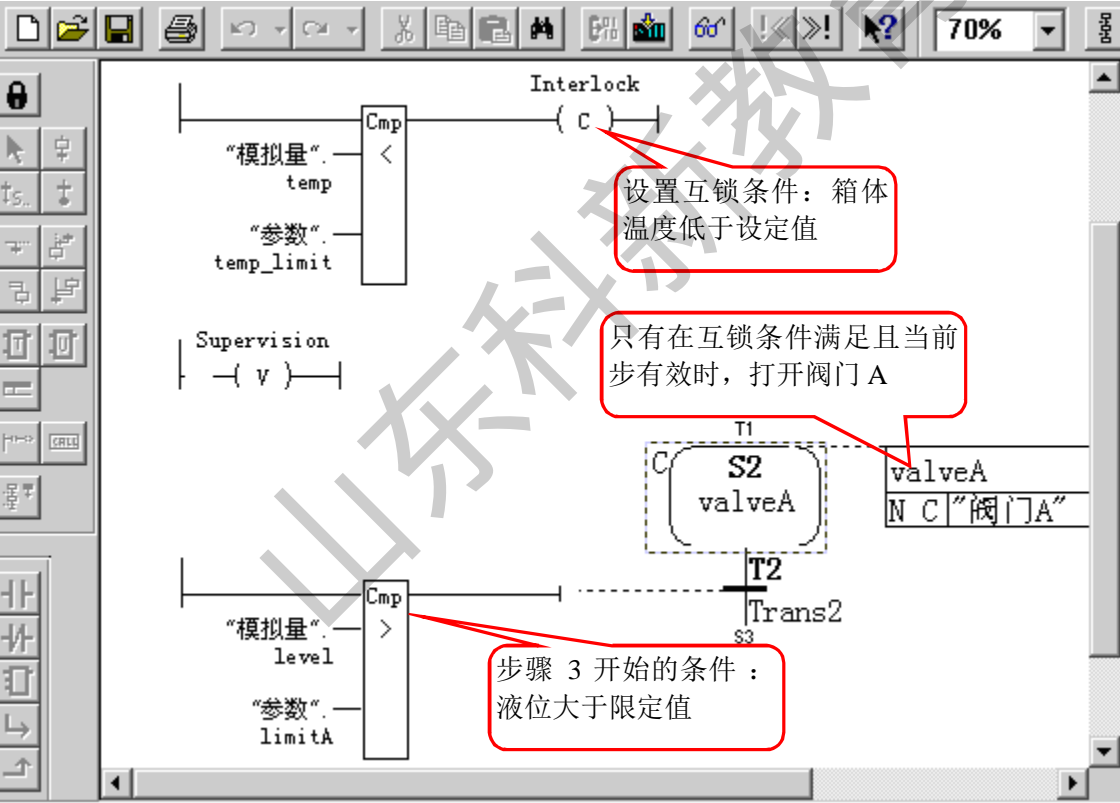 70%
Interlock
Cmp
( C )
"模拟量".
<
temp
"参数".
temp_limit
设置互锁条件：箱体
温度低于设定值
Supervision
( V )
只有在互锁条件满足且当前
步有效时，打开阀门 A
T1
C
S2
valveA
valveA
N C "阀门A"
T2
Trans2
S3
Cmp
"模拟量".
>
level
"参数".
limitA
步骤 3 开始的条件：
液位大于限定值
山东科新教育